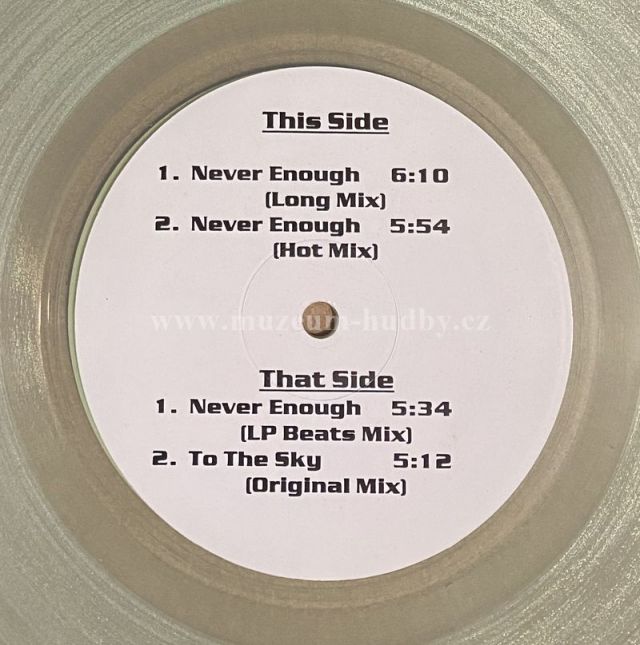 This Side
1. Never Enough 6:10
(Long Mix)
2. Never Enough 5:54
(Hot Mix)
www.muzeum-hudby.cz
That Side
1. Never Enough 5:34
(LP Beats Mix)
2. To The Sky 5:12
(Original Mix)